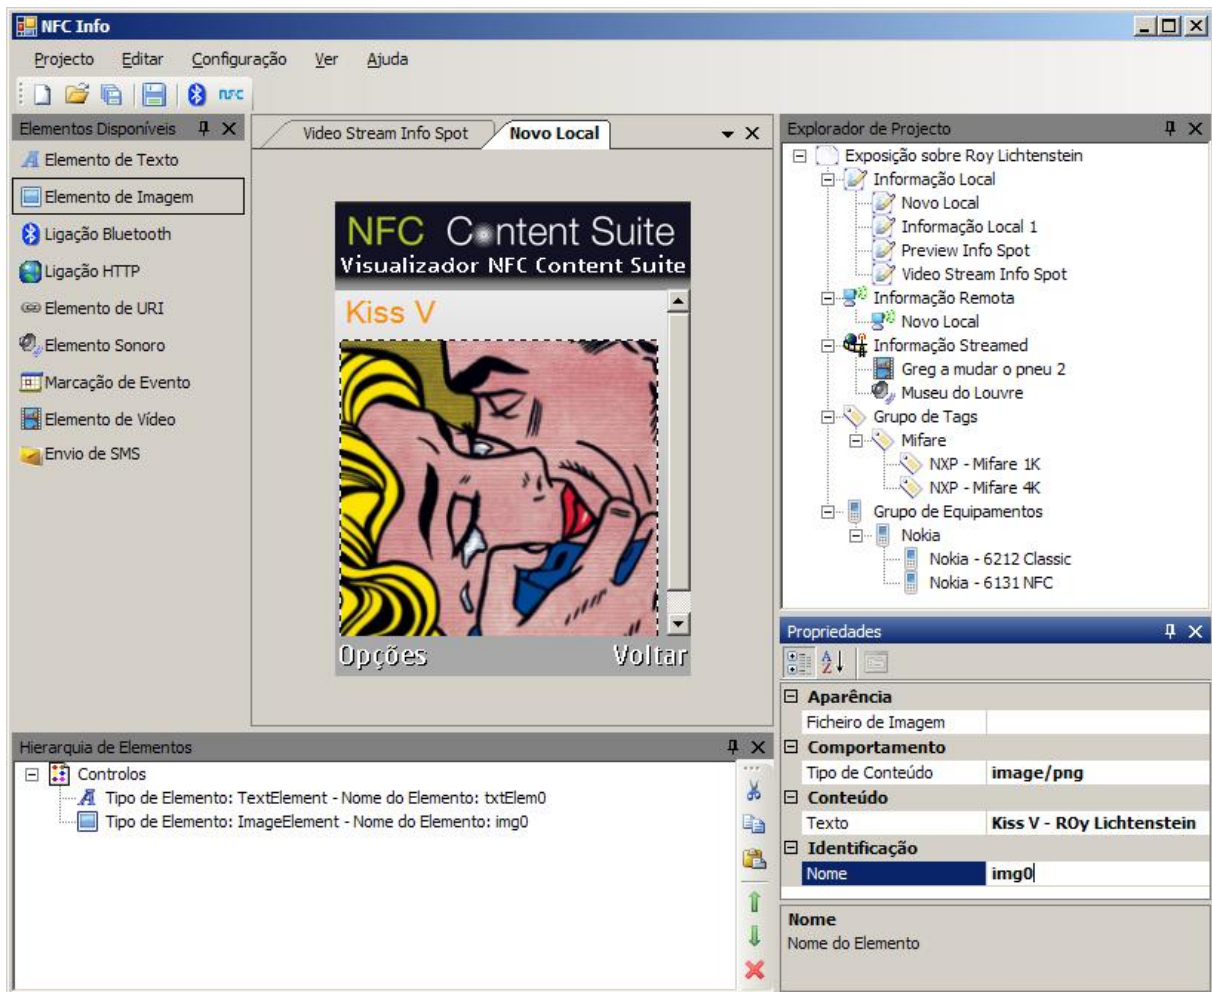 NFC Info
Projecto Editar Configuração Ver Ajuda
nfc
Elementos Disponíveis
Elemento de Texto
Elemento de Imagem
Ligação Bluetooth
Ligação HTTP
Elemento de URI
Elemento Sonoro
Marcação de Evento
Elemento de Vídeo
Envio de SMS
Video Stream Info Spot Novo Local
NFC Content Suite
Visualizador NFC Content Suite
Kiss V
Opções Voltar
Explorador de Projecto
Exposição sobre Roy Lichtenstein
Informação Local
Novo Local
Informação Local 1
Preview Info Spot
Video Stream Info Spot
Informação Remota
Novo Local
Informação Streamed
Greg a mudar o pneu 2
Museu do Louvre
Grupo de Tags
Mifare
NXP - Mifare 1K
NXP - Mifare 4K
Grupo de Equipamentos
Nokia
Nokia - 6212 Classic
Nokia - 6131 NFC
Hierarquia de Elementos
Controlos
Tipo de Elemento: TextElement - Nome do Elemento: txtElem0
Tipo de Elemento: ImageElement - Nome do Elemento: img0
Propriedades
Aparência
Ficheiro de Imagem
Comportamento
Tipo de Conteúdo image/png
Conteúdo
Texto Kiss V - ROy Lichtenstein
Identificação
Nome img0
Nome
Nome do Elemento